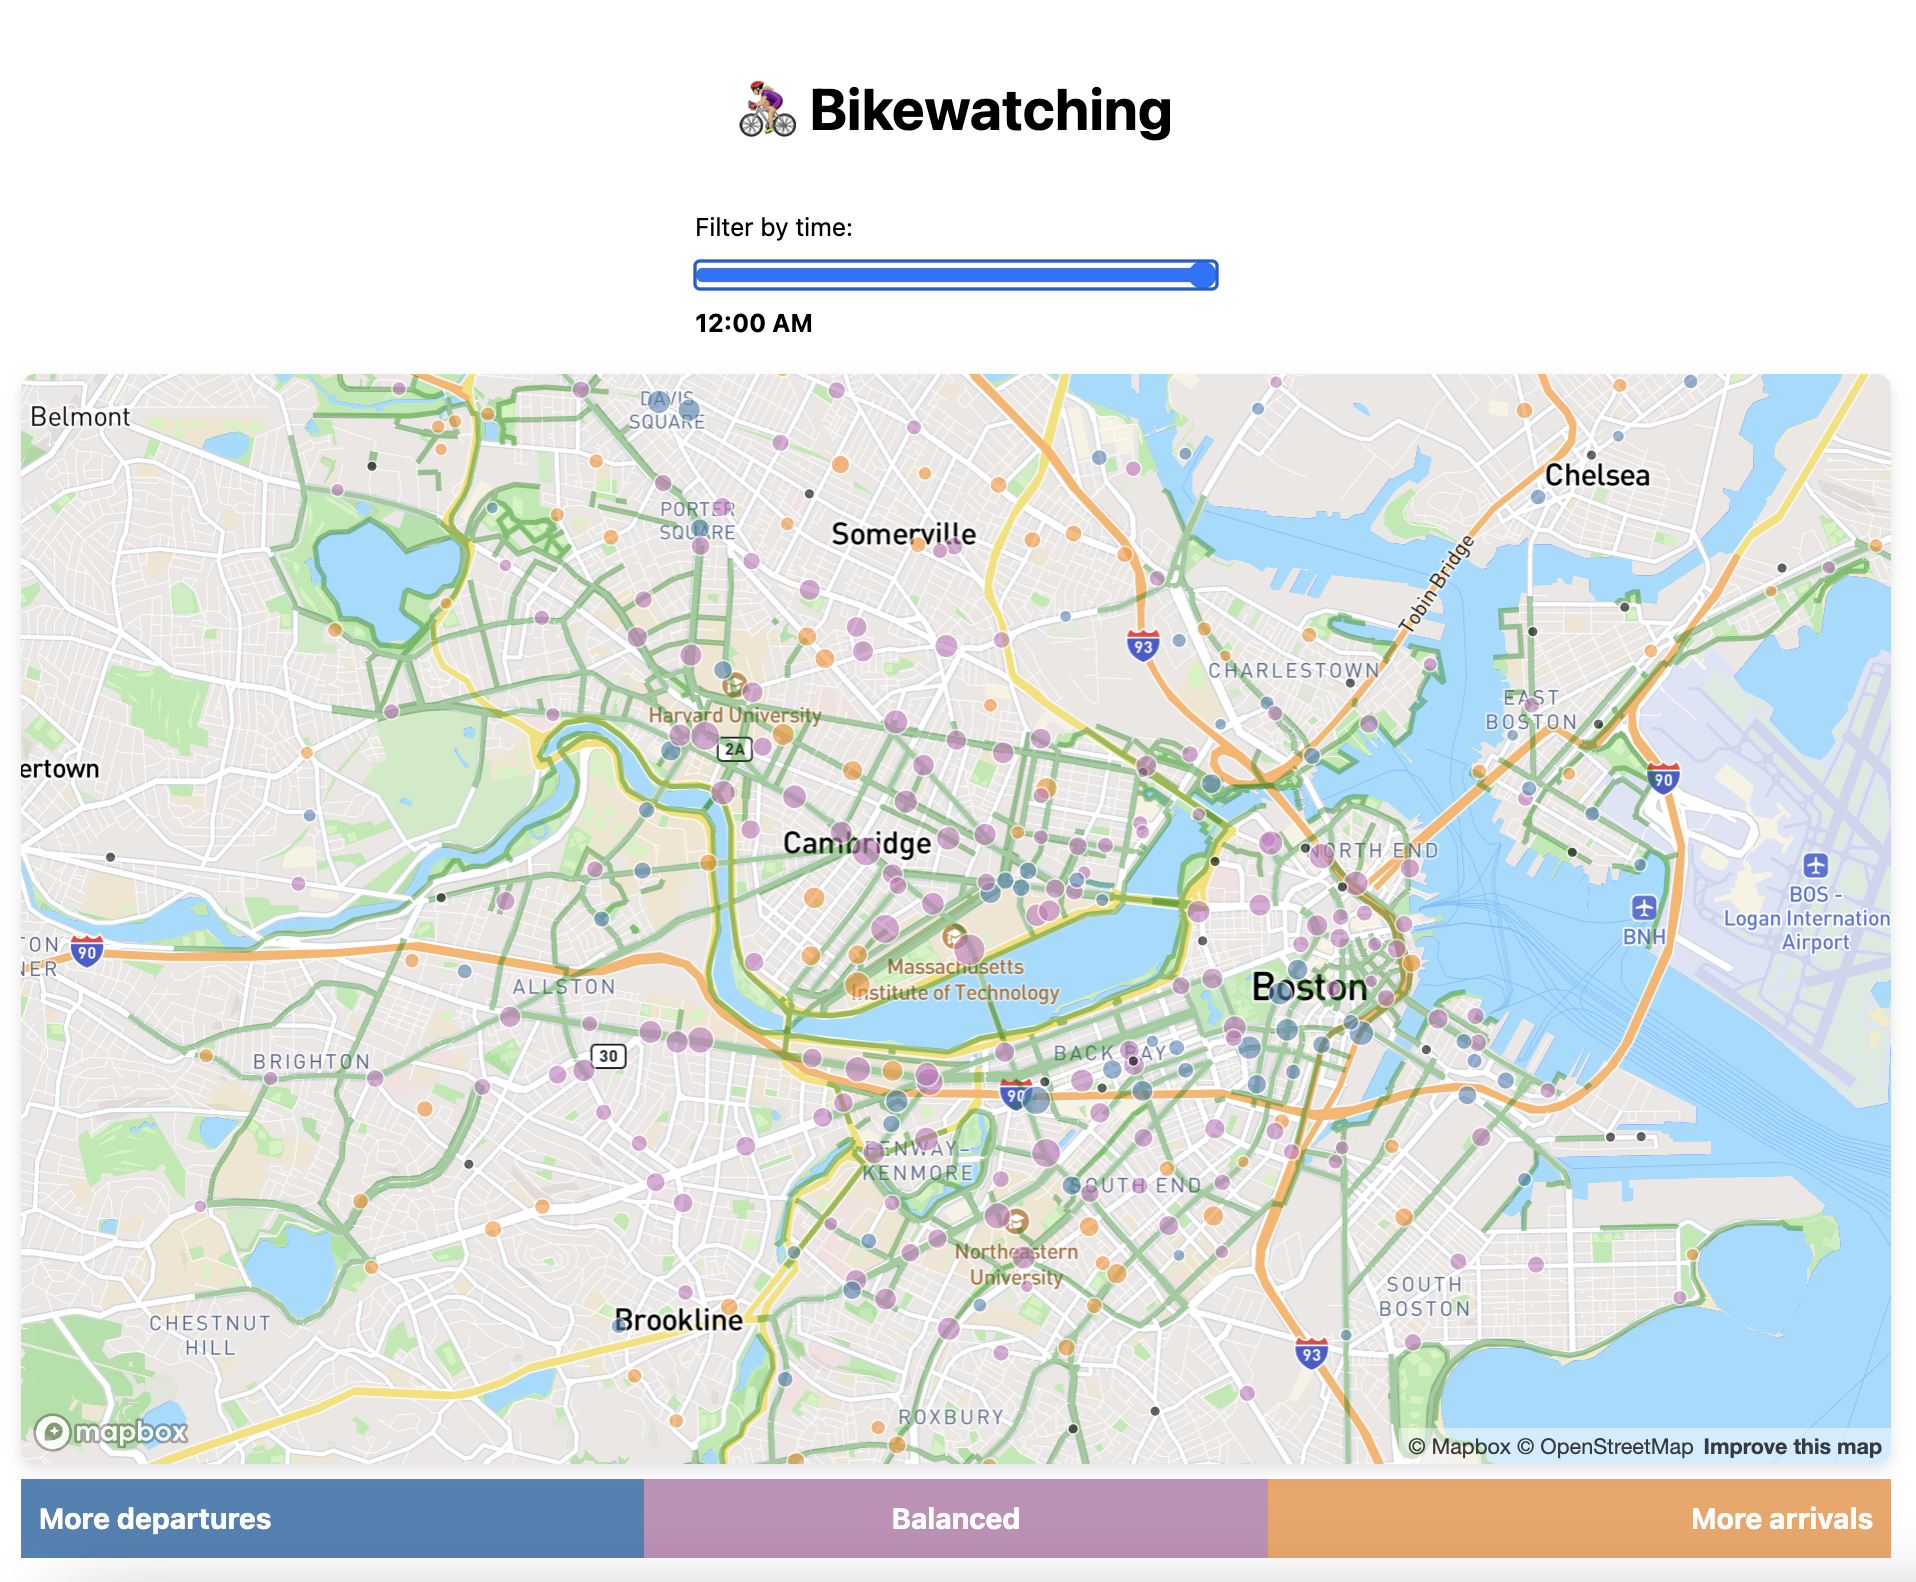 Bikewatching
Filter by time:
12:00 AM
Belmont
DAVIS
SQUARE
Chelsea
PORTER
SQUARE
Somerville
Tobin Bridge
93
CHARLESTOWN
EAST
BOSTON
Harvard University
2A
ertown
90
Cambridge
NORTH END
BOS -
Logan Internation
Airport
BNH
TON
NER
90
Massachusetts
Institute of Technology
ALLSTON
Boston
BRIGHTON
30
BACK BAY
90
FENWAY-
KENMORE
SOUTH END
Northeastern
University
SOUTH
BOSTON
CHESTNUT
HILL
Brookline
93
ROXBURY
mapbox
© Mapbox © OpenStreetMap Improve this map
More departures
Balanced
More arrivals